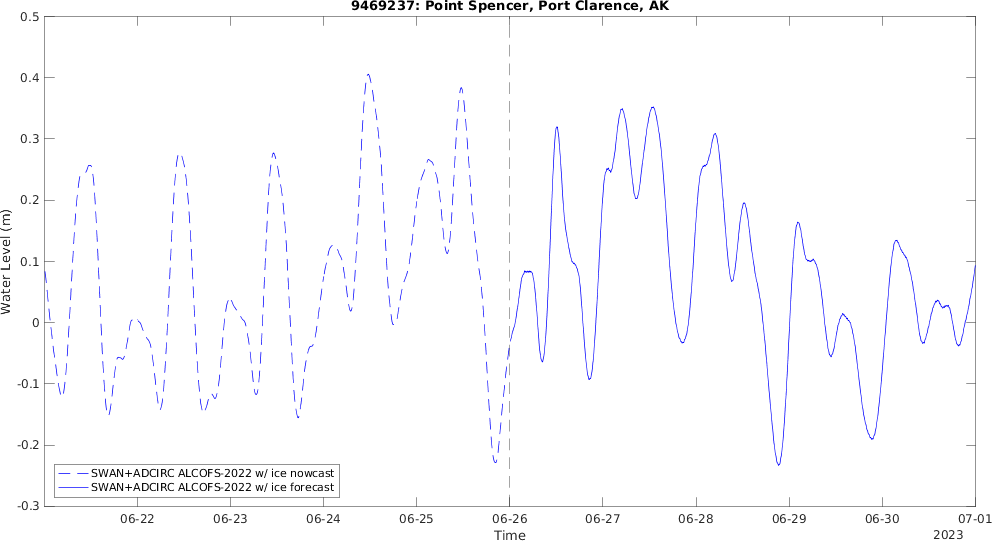 9469237: Point Spencer, Port Clarence, AK
0.5
0.4
0.3
0.2
0.1
0
-0.1
-0.2
-0.3
Water Level (m)
SWAN+ADCIRC ALCOFS-2022 w/ ice nowcast
SWAN+ADCIRC ALCOFS-2022 w/ ice forecast
06-22 06-23 06-24 06-25 06-26 06-27 06-28 06-29 06-30 07-01
Time
2023